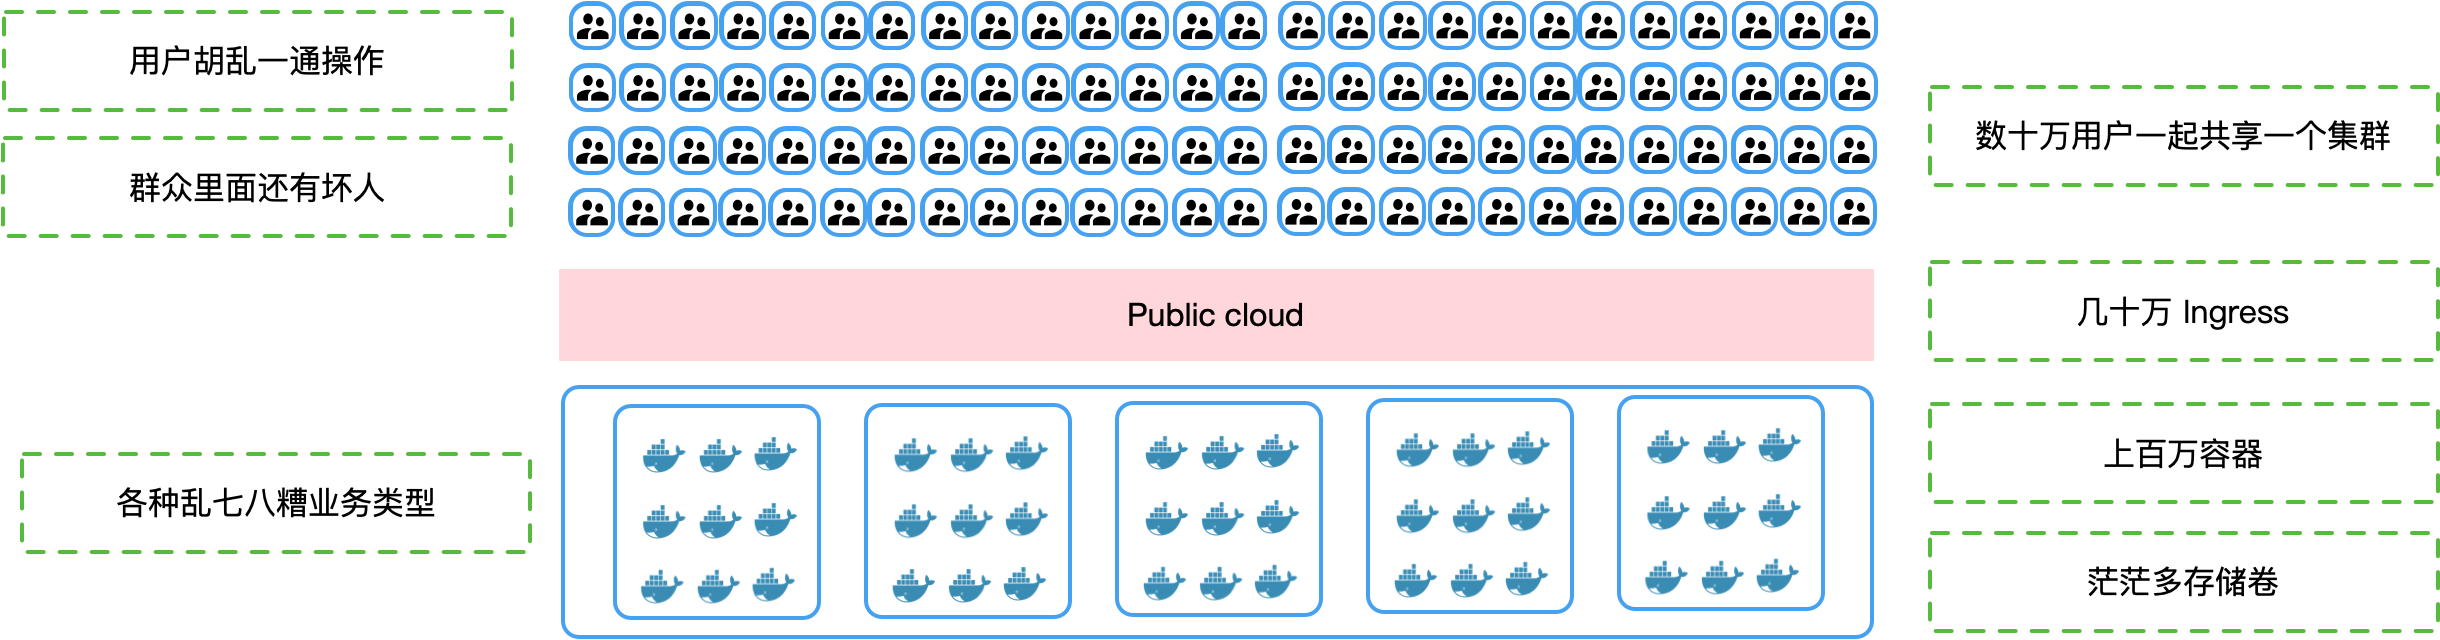 用户胡乱一通操作
群众里面还有坏人
各种乱七八糟业务类型
Public cloud
数十万用户一起共享一个集群
几十万 Ingress
上百万容器
茫茫多存储卷